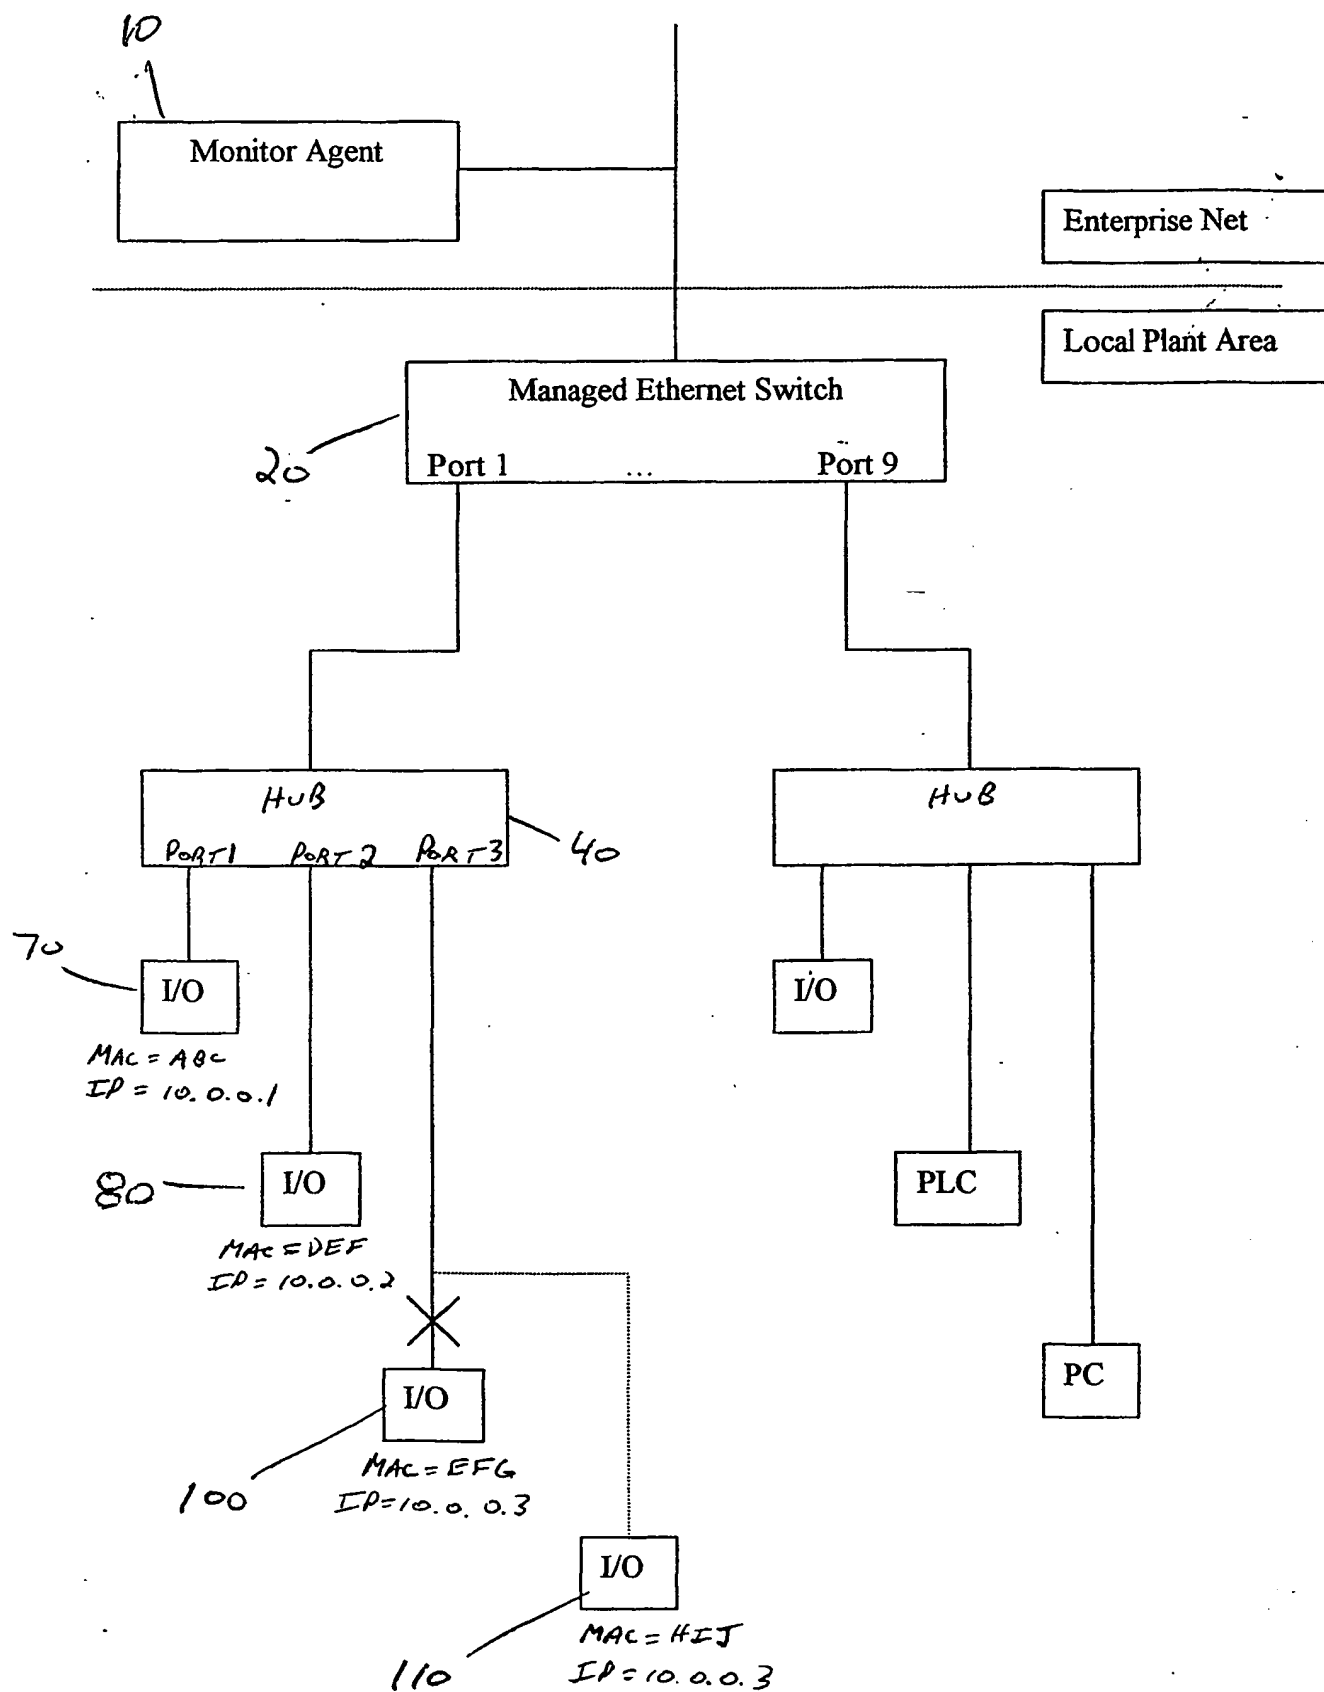 10
Monitor Agent
Enterprise Net
Local Plant Area
Managed Ethernet Switch
20
Port 1 ... Port 9
HUB
PORT1 PORT 2 PORT3
40
HUB
70
I/O
MAC = ABC
IP = 10.0.0.1
I/O
80
I/O
MAC = DEF
IP = 10.0.0.2
PLC
I/O
100
MAC = EFG
IP = 10.0.0.3
PC
I/O
110
MAC = HIJ
IP = 10.0.0.3